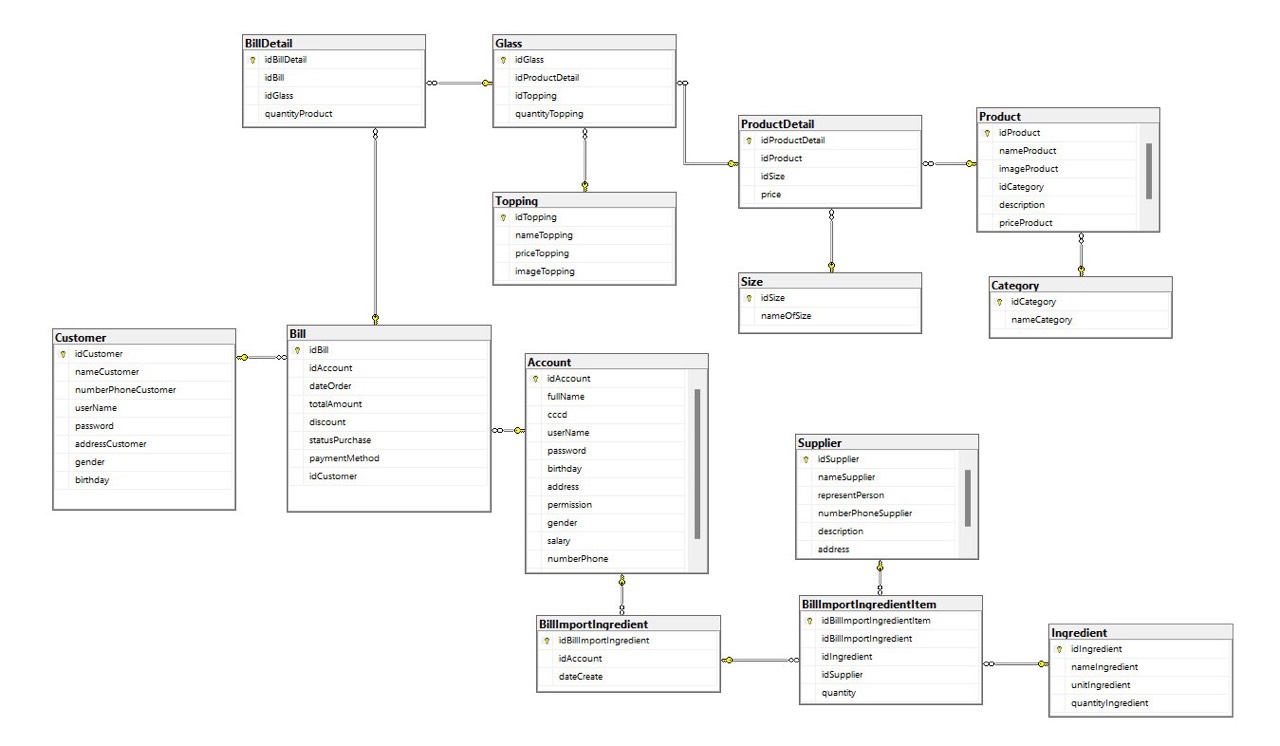 BillDetail
idBillDetail
idBill
idGlass
quantityProduct
Glass
idGlass
idProductDetail
idTopping
quantityTopping
ProductDetail
idProductDetail
idProduct
idSize
price
Product
idProduct
nameProduct
imageProduct
idCategory
description
priceProduct
Topping
idTopping
nameTopping
priceTopping
imageTopping
Size
idSize
nameOfSize
Category
idCategory
nameCategory
Customer
idCustomer
nameCustomer
numberPhoneCustomer
userName
password
addressCustomer
gender
birthday
Bill
idBill
idAccount
dateOrder
totalAmount
discount
statusPurchase
paymentMethod
idCustomer
Account
idAccount
fullName
cccd
userName
password
birthday
address
permission
gender
salary
numberPhone
Supplier
idSupplier
nameSupplier
representPerson
numberPhoneSupplier
description
address
BillImportIngredient
idBillImportIngredient
idAccount
dateCreate
BillImportIngredientItem
idBillImportIngredientItem
idBillImportIngredient
idIngredient
idSupplier
quantity
Ingredient
idIngredient
nameIngredient
unitIngredient
quantityIngredient